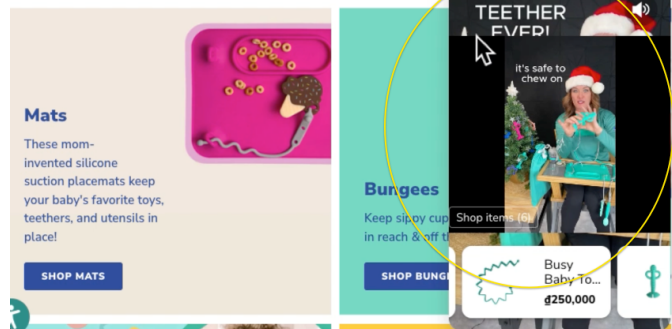 Mats
These mom-
invented silicone
suction placemats keep
your baby's favorite toys,
teethers, and utensils in
place!
SHOP MATS
Bungees
Keep sippy cup
in reach & off t
SHOP BUNG
TEETHER
EVER!
it's safe to
chew on
Shop items (6)
Busy
Baby To...
₫250,000